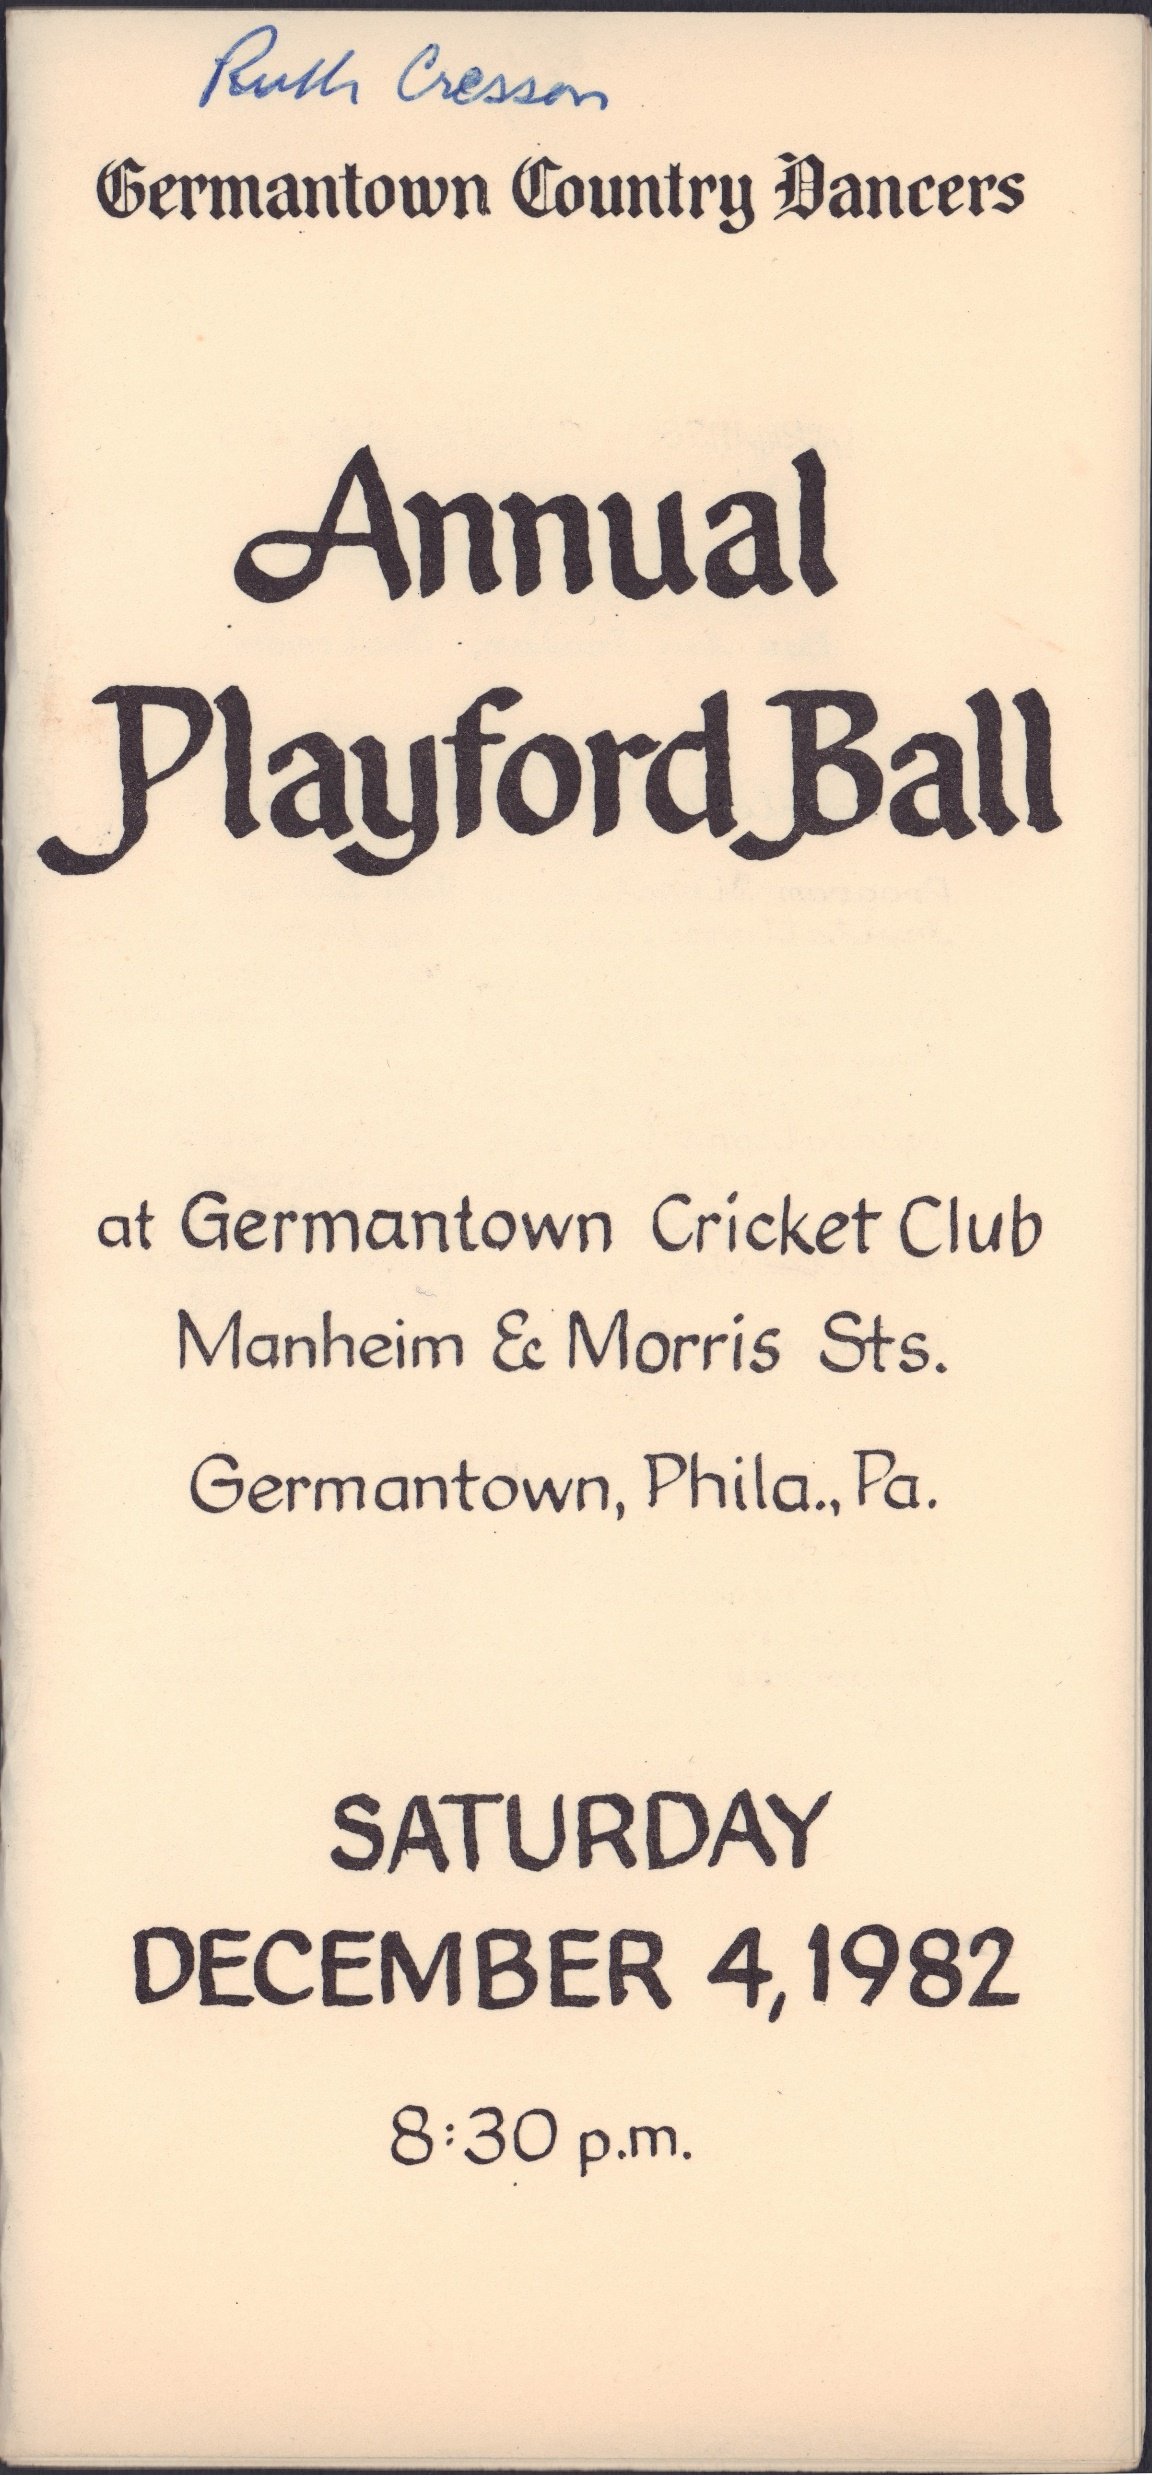 Ruth Cresson
Germantown Country Dancers
Annual
Playford Ball
at Germantown Cricket Club
Manheim & Morris Sts.
Germantown, Phila., Pa.
SATURDAY
DECEMBER 4, 1982
8:30 p.m.